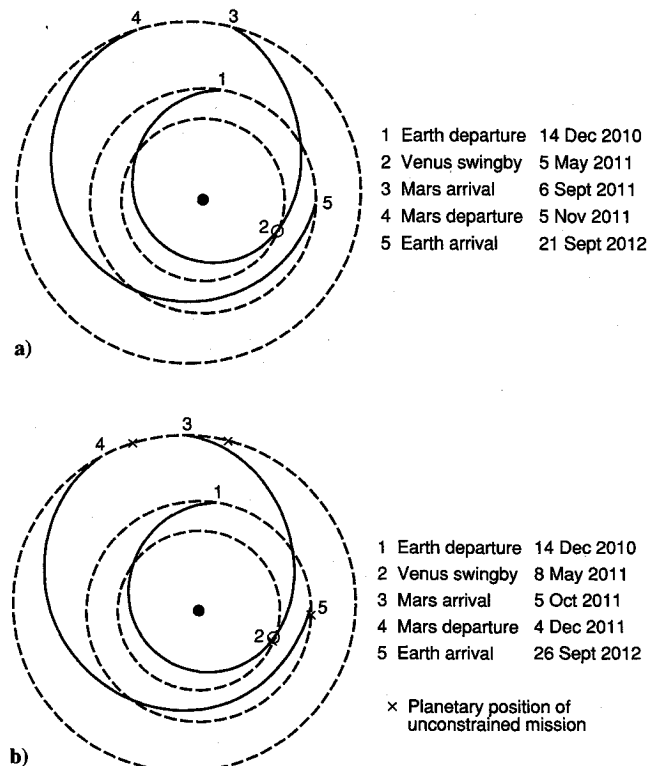 4
3
1
2
5
1 Earth departure 14 Dec 2010
2 Venus swingby 5 May 2011
3 Mars arrival 6 Sept 2011
4 Mars departure 5 Nov 2011
5 Earth arrival 21 Sept 2012
a)
3
4
1
2
5
1 Earth departure 14 Dec 2010
2 Venus swingby 8 May 2011
3 Mars arrival 5 Oct 2011
4 Mars departure 4 Dec 2011
5 Earth arrival 26 Sept 2012
× Planetary position of
unconstrained mission
b)